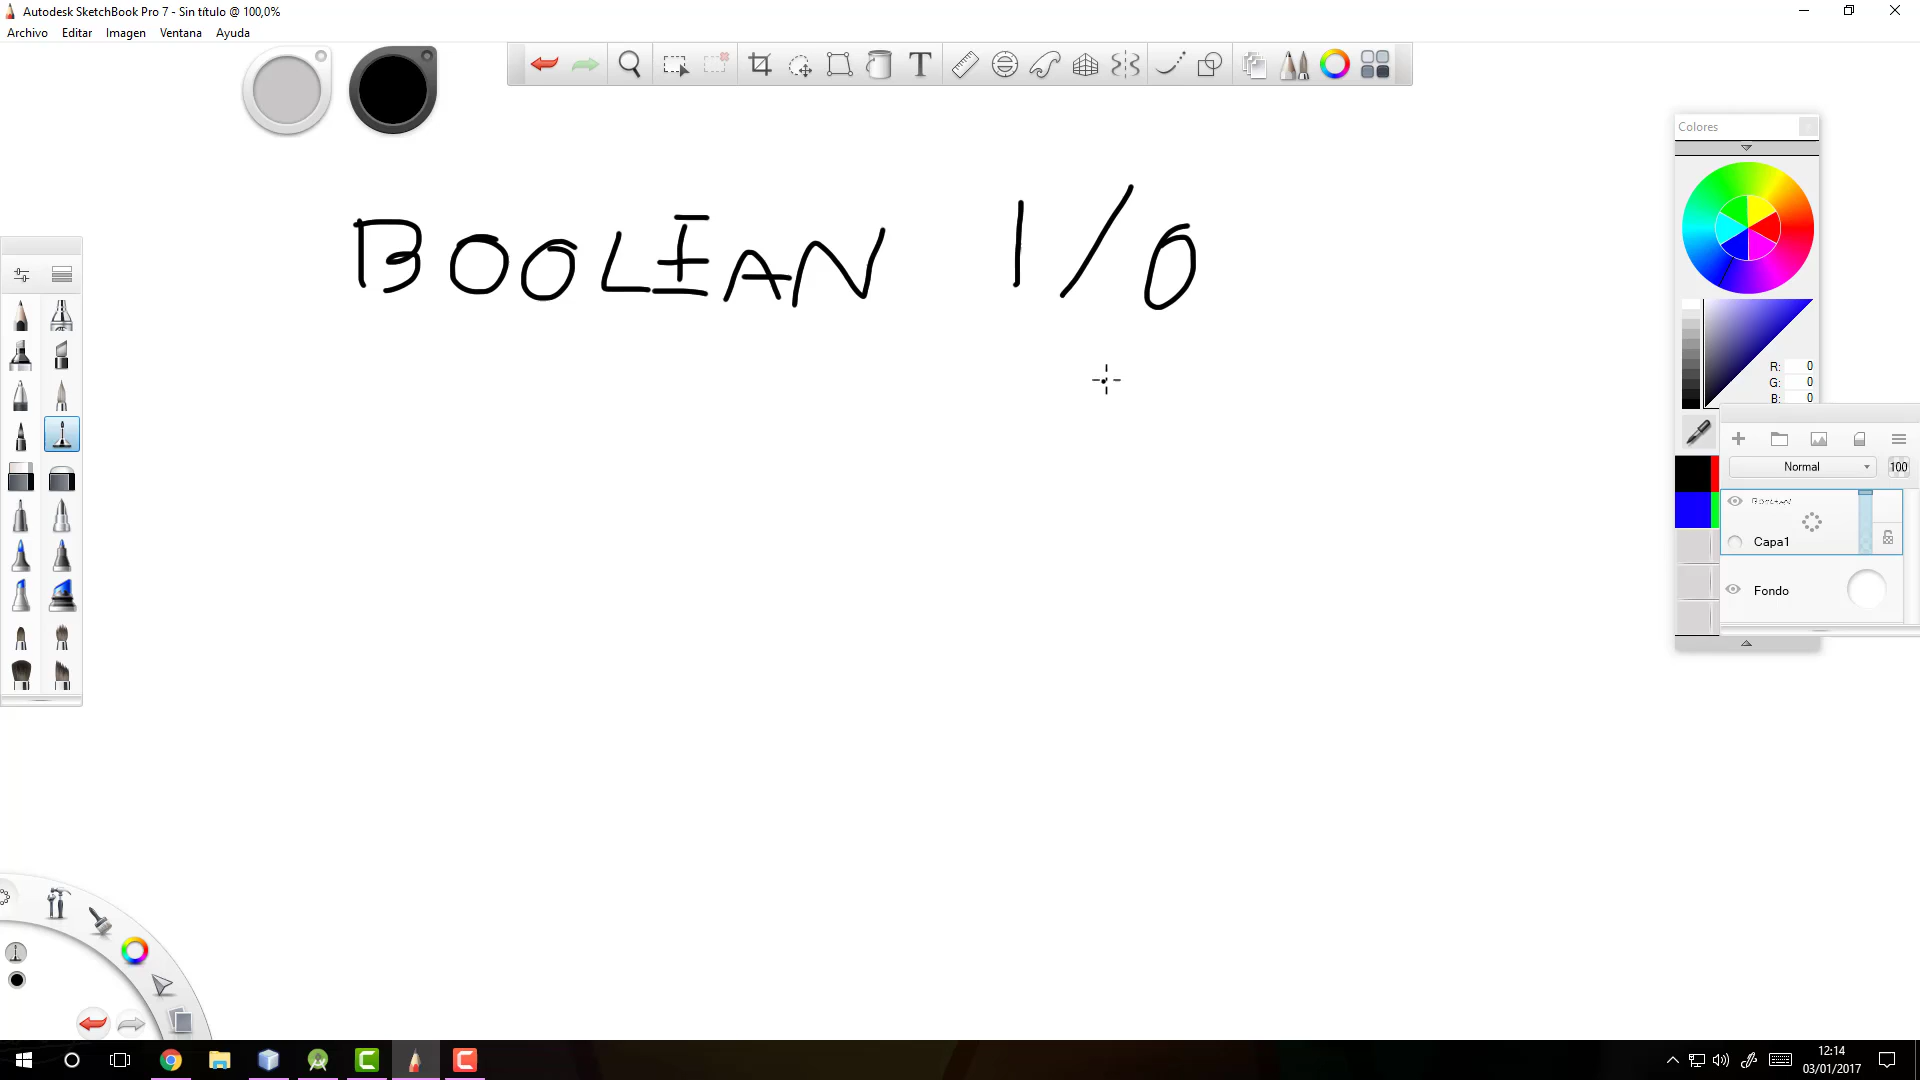 Autodesk SketchBook Pro 7 - Sin título @ 100,0%
Archivo Editar Imagen Ventana Ayuda
T
Colores
BOOLEAN 1/0
R: 0
G: 0
B: 0
Normal 100
BOOLEAN
Capa1
Fondo
12:14
03/01/2017